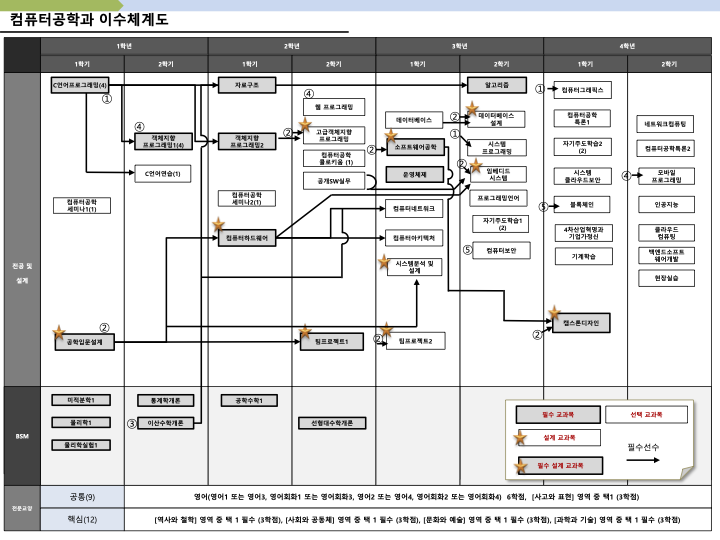 컴퓨터공학과 이수체계도
1학년 2학년 3학년 4학년
1학기 2학기 1학기 2학기 1학기 2학기 1학기 2학기
전공 및
설계
C언어프로그래밍(4)
①
④
객체지향
프로그래밍1(4)
C언어연습(1)
컴퓨터공학
세미나1(1)
공학입문설계
②
자료구조
객체지향
프로그래밍2
컴퓨터공학
세미나2(1)
컴퓨터하드웨어
④
웹 프로그래밍
②
고급객체지향
프로그래밍
컴퓨터공학
콜로키움 (1)
공개SW실무
팀프로젝트1
데이터베이스
②
소프트웨어공학
운영체제
컴퓨터네트워크
컴퓨터아키텍처
시스템분석 및
설계
②
팀프로젝트2
알고리즘
②
데이터베이스
설계
①
시스템
프로그래밍
②
임베디드
시스템
프로그래밍언어
자기주도학습1
(2)
⑤
컴퓨터보안
①
컴퓨터그래픽스
컴퓨터공학
특론1
자기주도학습2
(2)
시스템
클라우드보안
⑤
블록체인
4차산업혁명과
기업가정신
기계학습
②
캡스톤디자인
네트워크컴퓨팅
컴퓨터공학특론2
④
모바일
프로그래밍
인공지능
클라우드
컴퓨팅
백엔드소프트
웨어개발
현장실습
BSM
미적분학1
물리학1
물리학실험1
통계학개론
③
이산수학개론
공학수학1
선형대수학개론
필수 교과목
선택 교과목
설계 교과목
필수 설계 교과목
필수선수
전문교양
공통(9)
영어(영어1 또는 영어3, 영어회화1 또는 영어회화3, 영어2 또는 영어4, 영어회화2 또는 영어회화4) 6학점, [사고와 표현] 영역 중 택1 (3학점)
핵심(12)
[역사와 철학] 영역 중 택 1 필수 (3학점), [사회와 공동체] 영역 중 택 1 필수 (3학점), [문화와 예술] 영역 중 택 1 필수 (3학점), [과학과 기술] 영역 중 택 1 필수 (3학점)